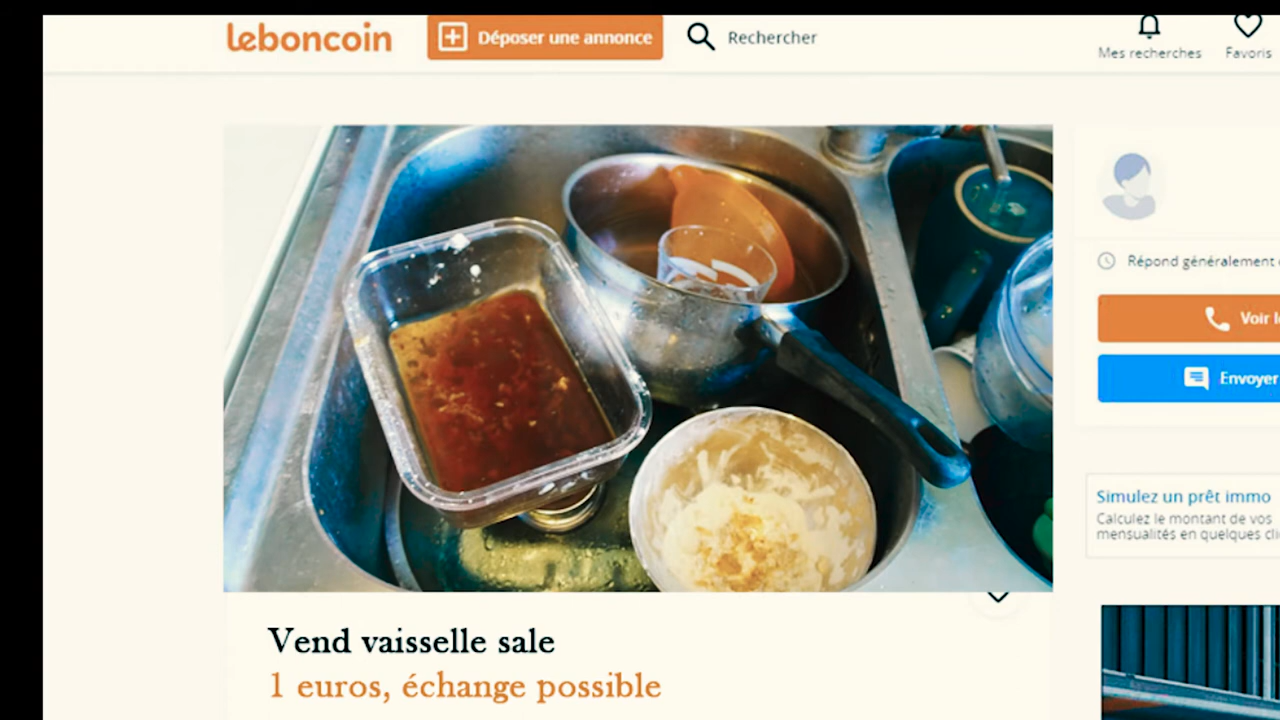 leboncoin
Déposer une annonce
Rechercher
Mes recherches
Favoris
Répond généralement
Voir
Envoyer
Simulez un prêt immo
Calculez le montant de vos
mensualités en quelques
Vend vaisselle sale
1 euros, échange possible